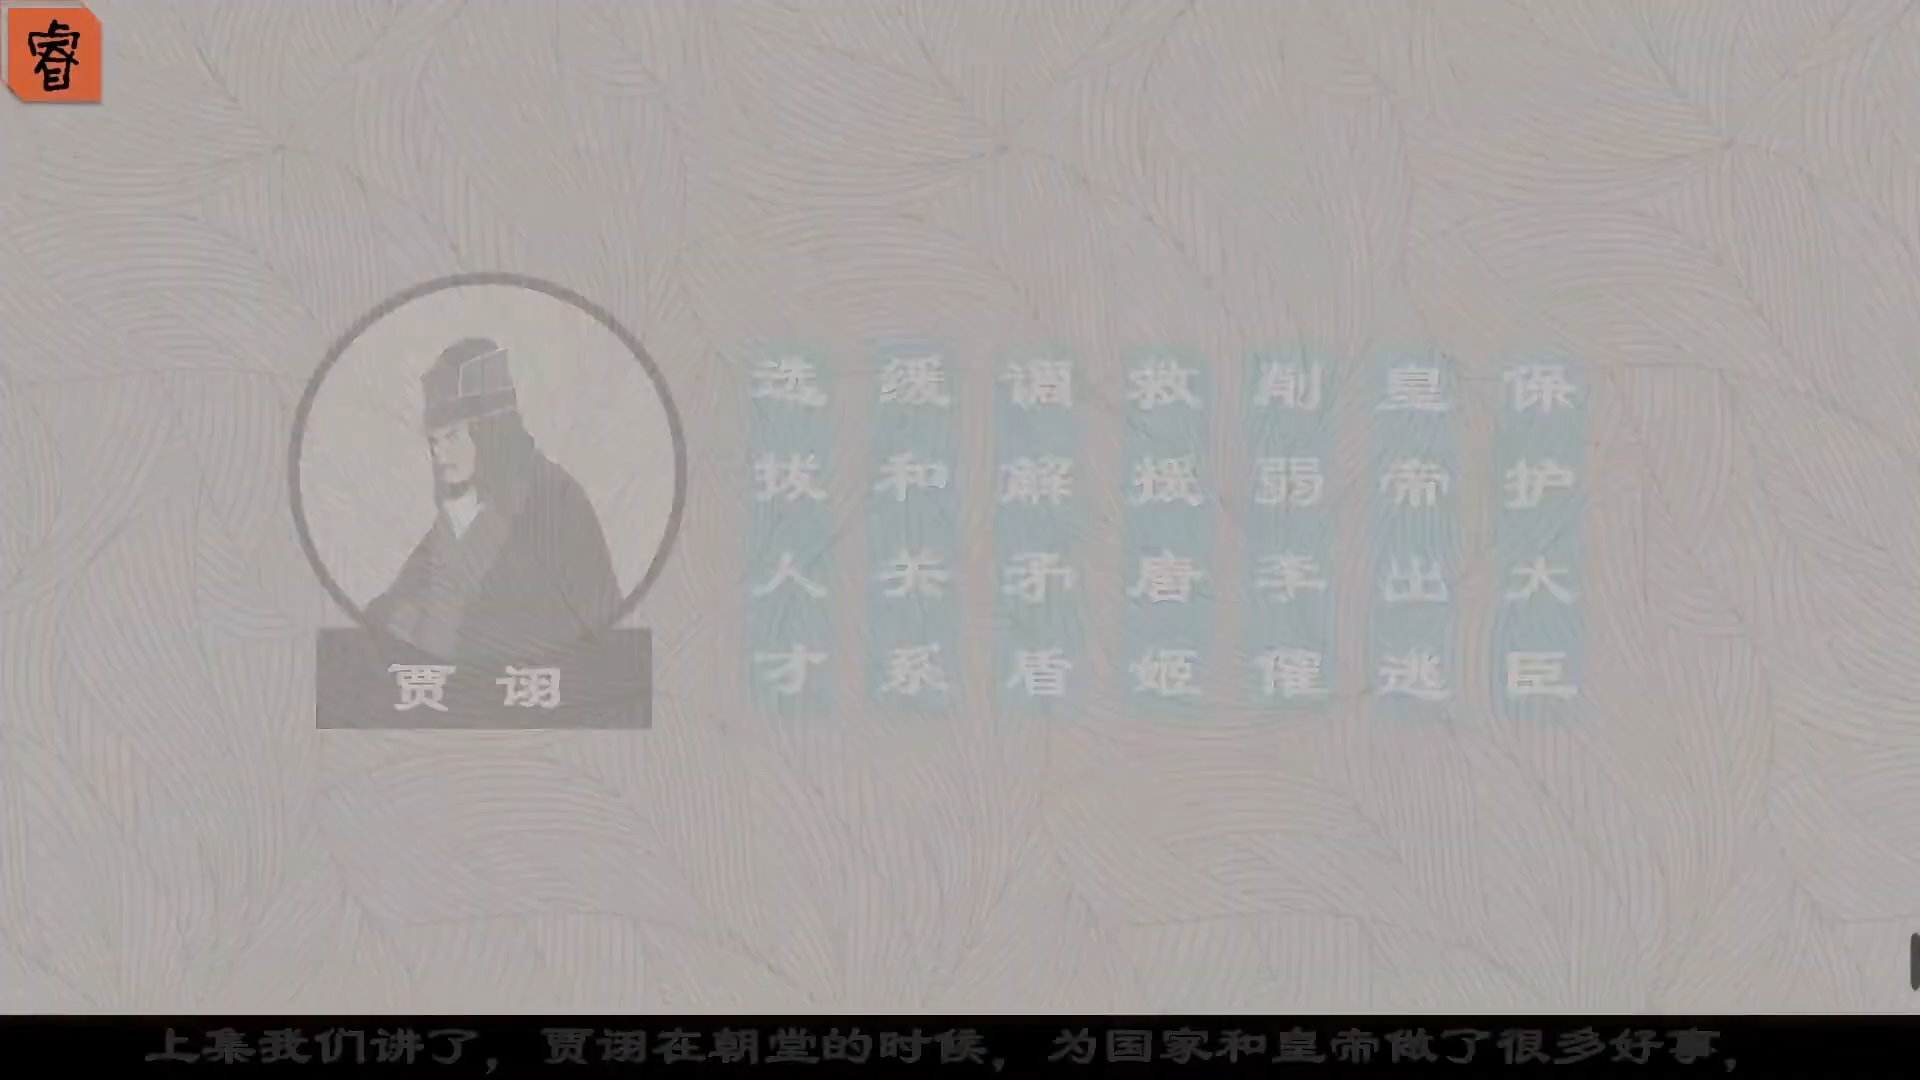 睿
选拔人才
缓和关系
调解矛盾
救援唐姬
削弱李傕
皇帝出逃
保护大臣
贾诩
上集我们讲了，贾诩在朝堂的时候，为国家和皇帝做了很多好事，